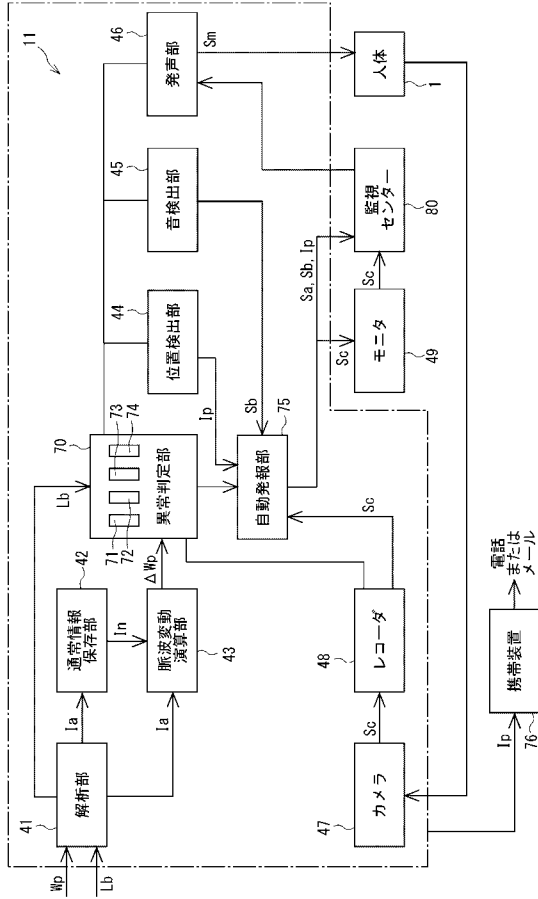 11
Wp
Lb
解析部
41
Ia
Ia
Lb
通常情報
保存部
42
In
脈波変動
演算部
43
ΔWp
70
71
72
73
74
異常判定部
位置検出部
44
Ip
音検出部
45
Sb
発声部
46
Sm
自動発報部
75
Sa, Sb, Ip
Sc
カメラ
47
Sc
レコーダ
48
Sc
モニタ
49
Sc
監視
センター
80
人体
1
Ip
携帯装置
76
電話
または
メール